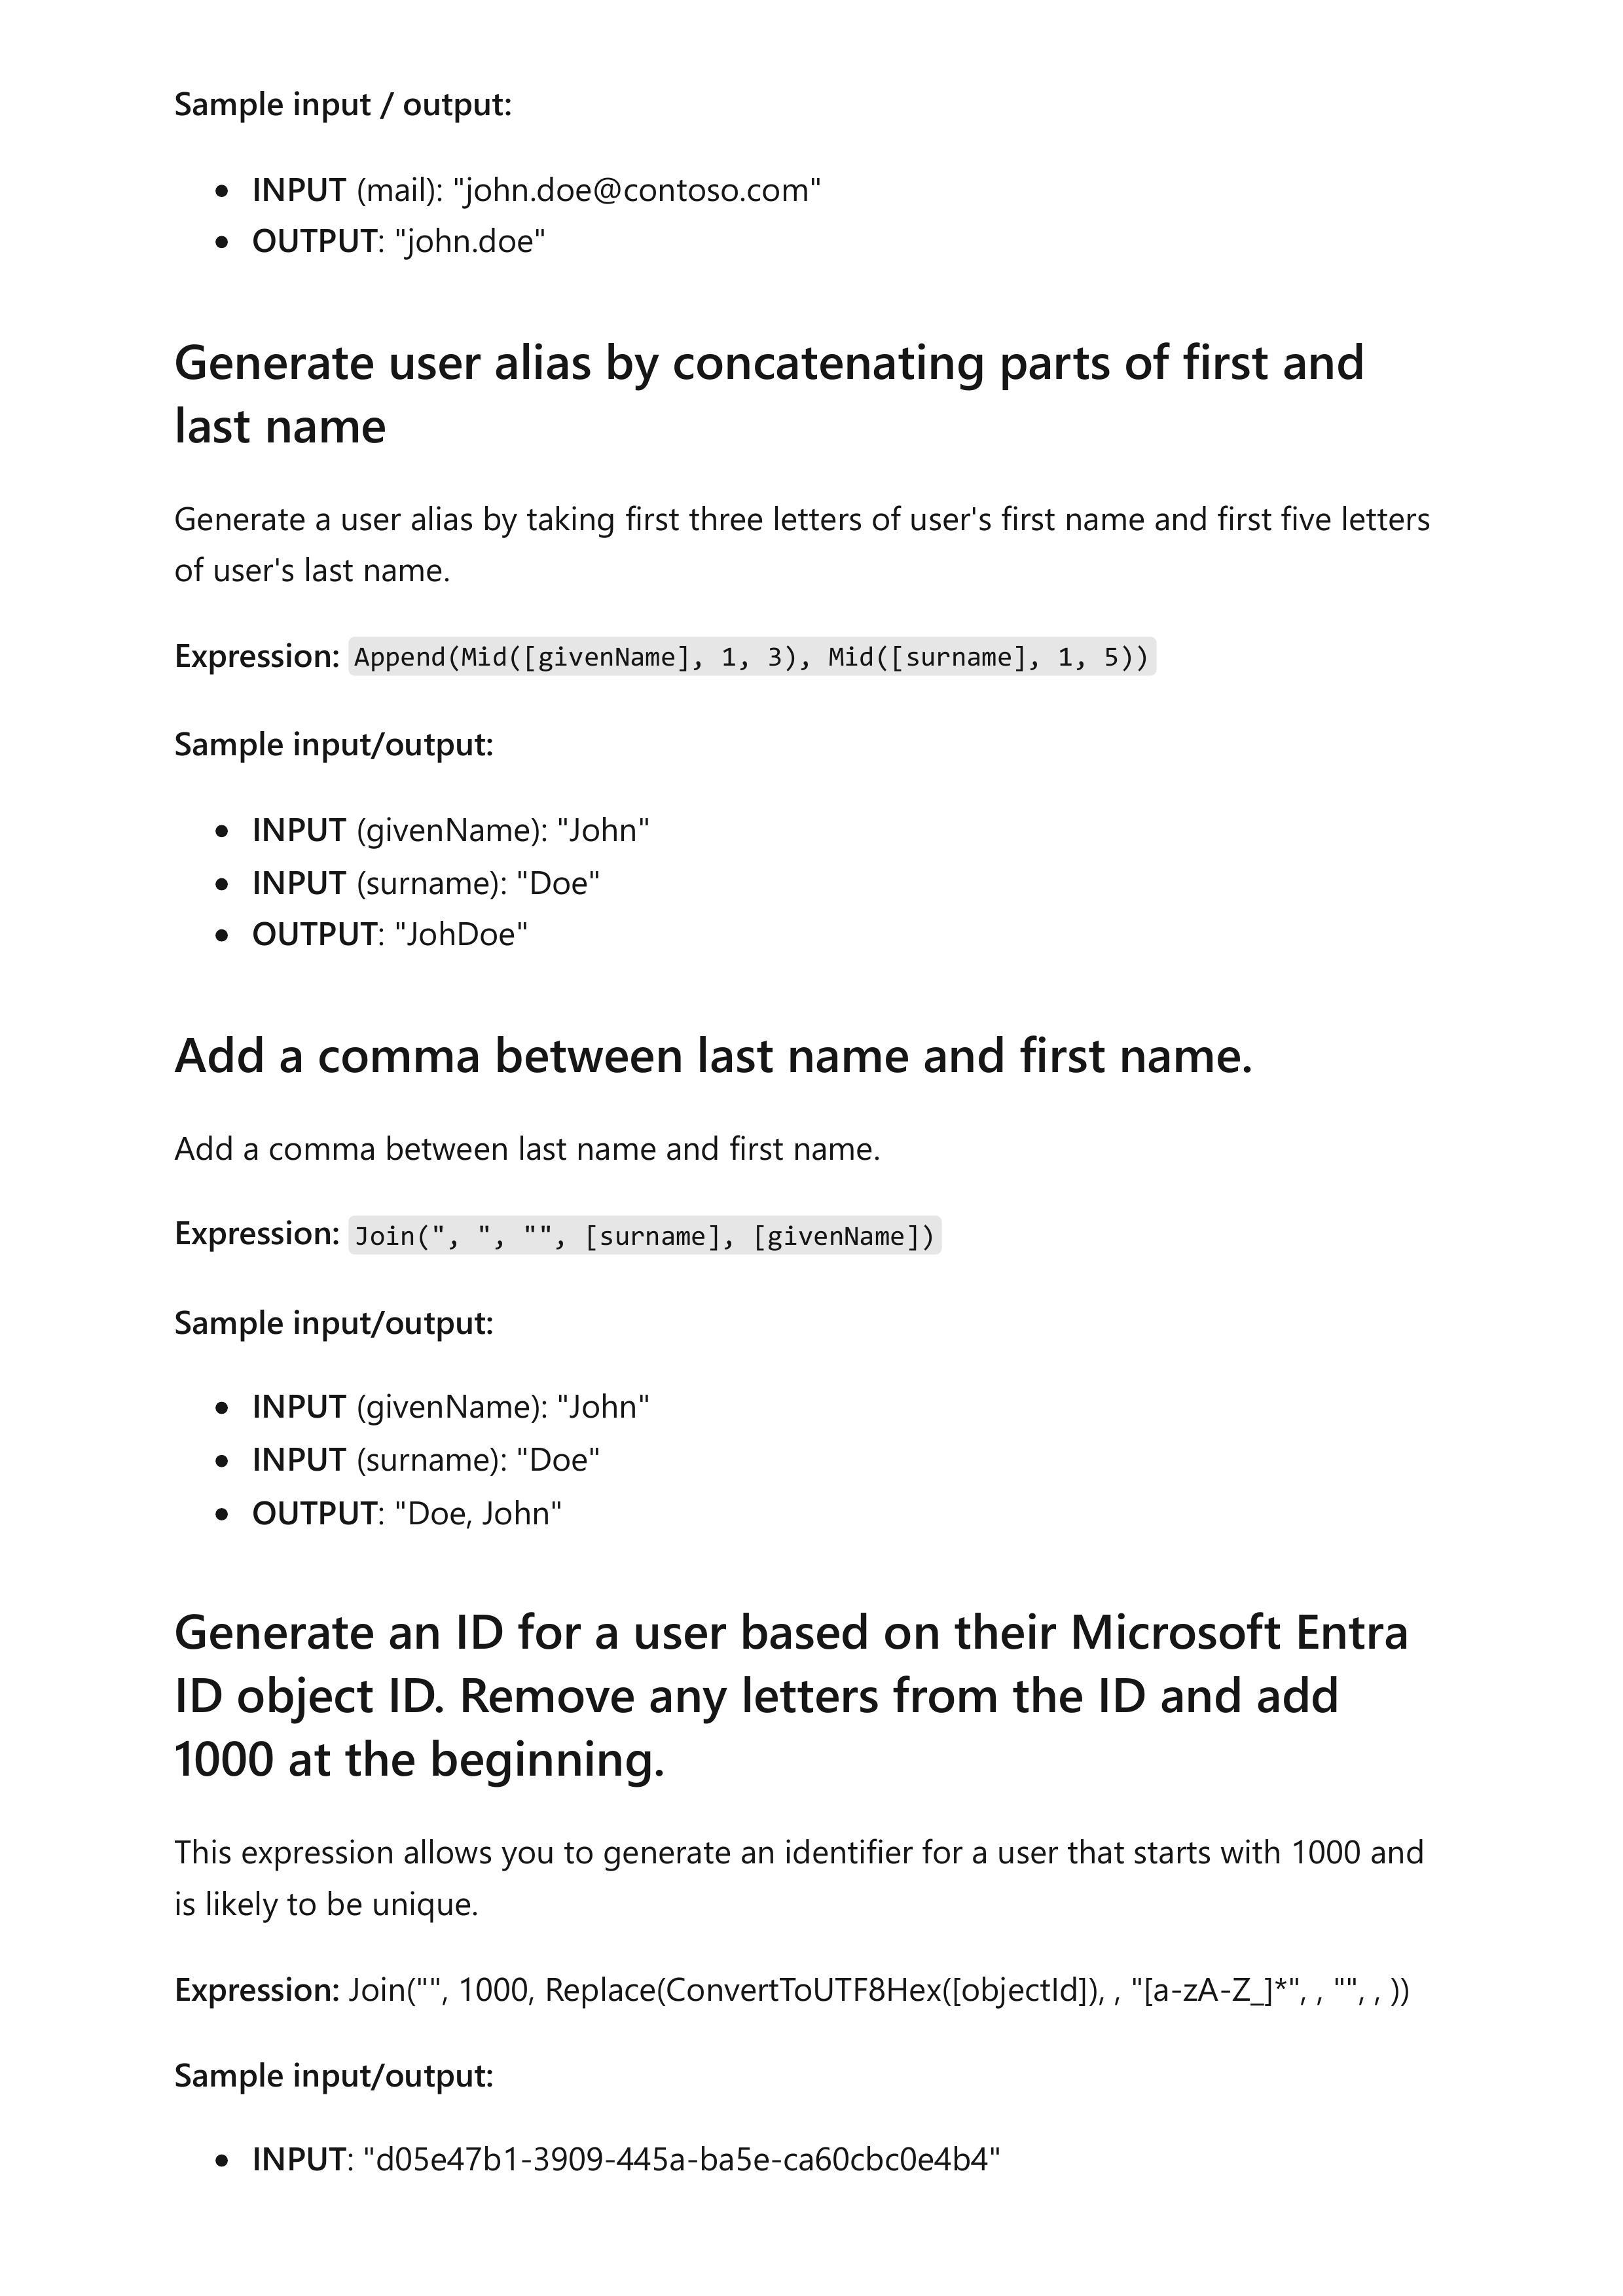 Sample input / output:
INPUT (mail): "john.doe@contoso.com"
OUTPUT: "john.doe"
Generate user alias by concatenating parts of first and
last name
Generate a user alias by taking first three letters of user's first name and first five letters
of user's last name.
Expression: Append(Mid([givenName], 1, 3), Mid([surname], 1, 5))
Sample input/output:
INPUT (givenName): "John"
INPUT (surname): "Doe"
OUTPUT: "JohDoe"
Add a comma between last name and first name.
Add a comma between last name and first name.
Expression: Join(", ", "", [surname], [givenName])
Sample input/output:
INPUT (givenName): "John"
INPUT (surname): "Doe"
OUTPUT: "Doe, John"
Generate an ID for a user based on their Microsoft Entra
ID object ID. Remove any letters from the ID and add
1000 at the beginning.
This expression allows you to generate an identifier for a user that starts with 1000 and
is likely to be unique.
Expression: Join("", 1000, Replace(ConvertToUTF8Hex([objectId]), , "[a-zA-Z_]*", , "", , ))
Sample input/output:
INPUT: "d05e47b1-3909-445a-ba5e-ca60cbc0e4b4"